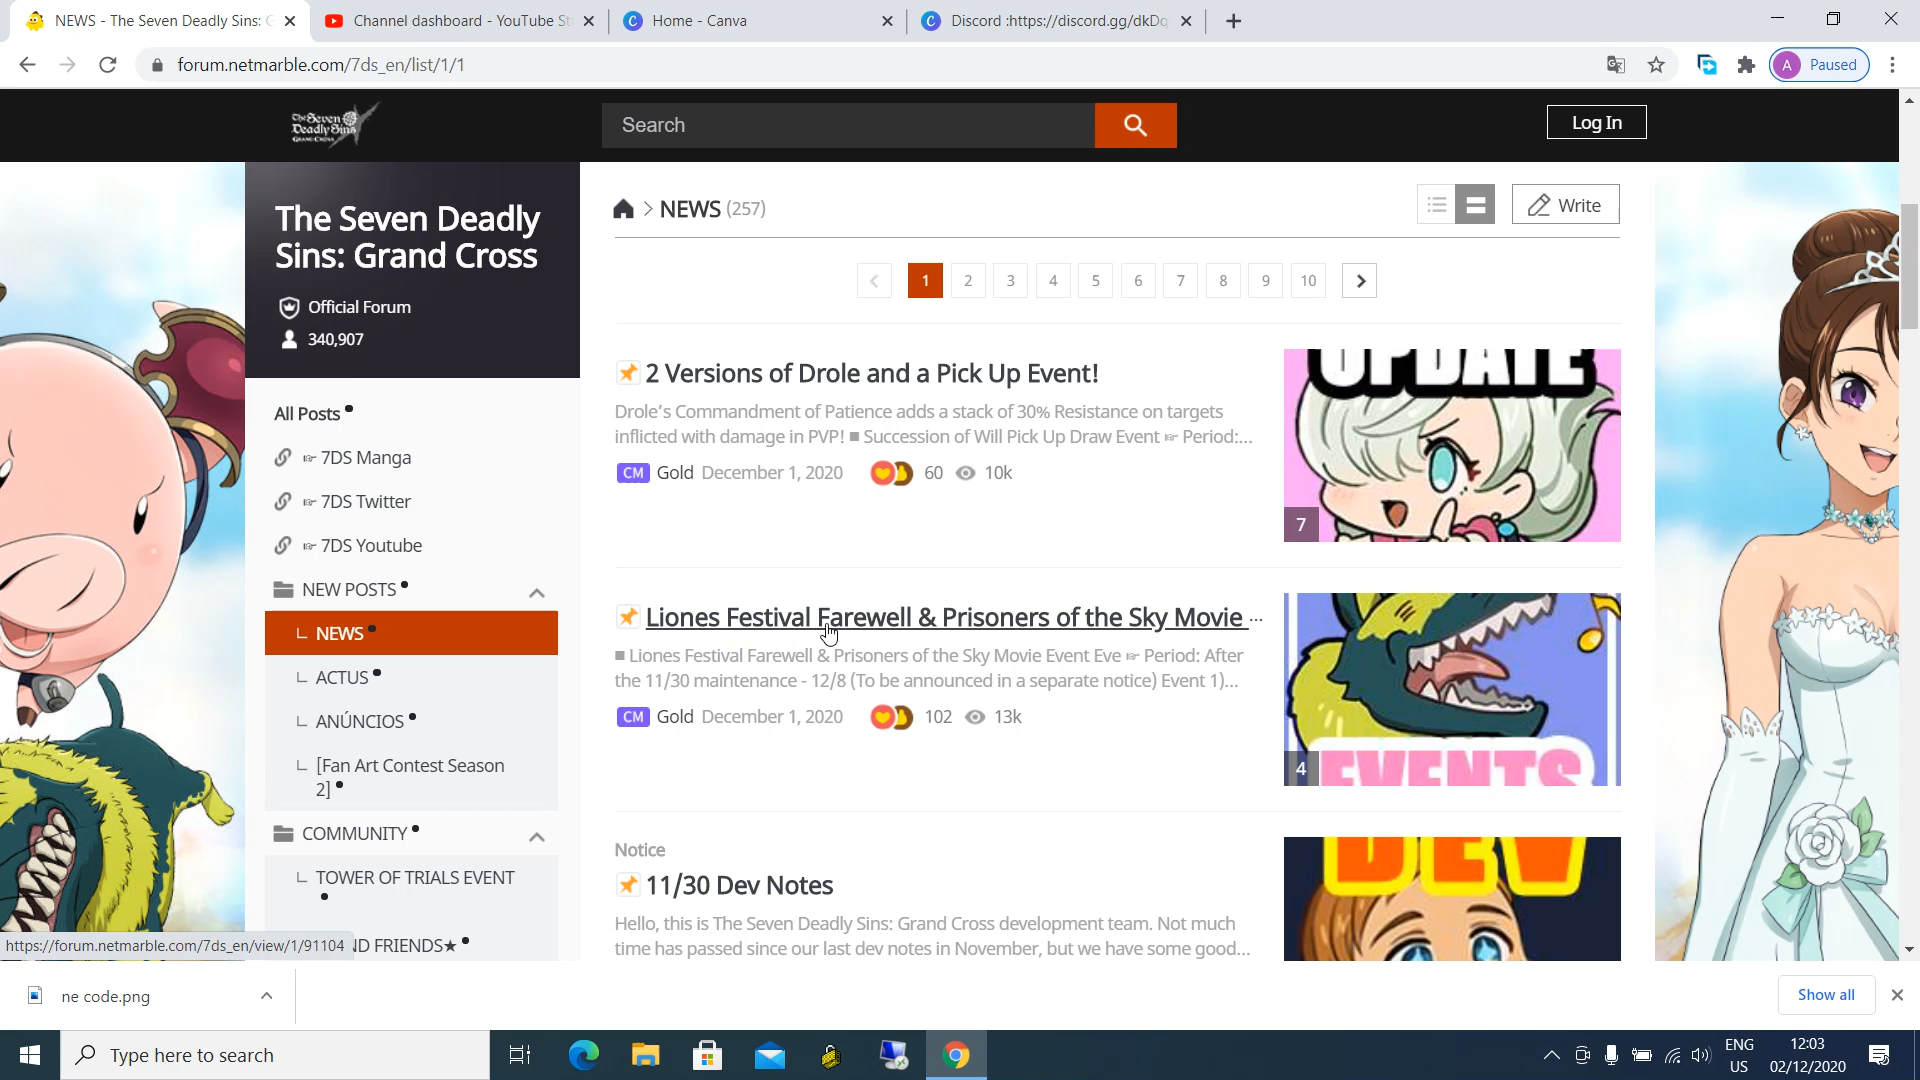 NEWS - The Seven Deadly Sins: G
Channel dashboard - YouTube St
Home - Canva
Discord :https://discord.gg/dkDq
forum.netmarble.com/7ds_en/list/1/1
A Paused
The Seven
Deadly Sins
Grand Cross
Search
Log In
The Seven Deadly
Sins: Grand Cross
Official Forum
340,907
All Posts
☞ 7DS Manga
☞ 7DS Twitter
☞ 7DS Youtube
NEW POSTS
NEWS
ACTUS
ANÚNCIOS
[Fan Art Contest Season
2]
COMMUNITY
TOWER OF TRIALS EVENT
ND FRIENDS★
https://forum.netmarble.com/7ds_en/view/1/91104
> NEWS (257)
Write
< 1 2 3 4 5 6 7 8 9 10 >
2 Versions of Drole and a Pick Up Event!
Drole's Commandment of Patience adds a stack of 30% Resistance on targets
inflicted with damage in PVP! ■ Succession of Will Pick Up Draw Event ☞ Period:...
CM Gold December 1, 2020 60 10k
UPDATE
7
Liones Festival Farewell & Prisoners of the Sky Movie ...
■ Liones Festival Farewell & Prisoners of the Sky Movie Event Eve ☞ Period: After
the 11/30 maintenance - 12/8 (To be announced in a separate notice) Event 1)...
CM Gold December 1, 2020 102 13k
4
EVENTS
Notice
11/30 Dev Notes
Hello, this is The Seven Deadly Sins: Grand Cross development team. Not much
time has passed since our last dev notes in November, but we have some good...
DEV
ne code.png
Show all
Type here to search
ENG
US
12:03
02/12/2020